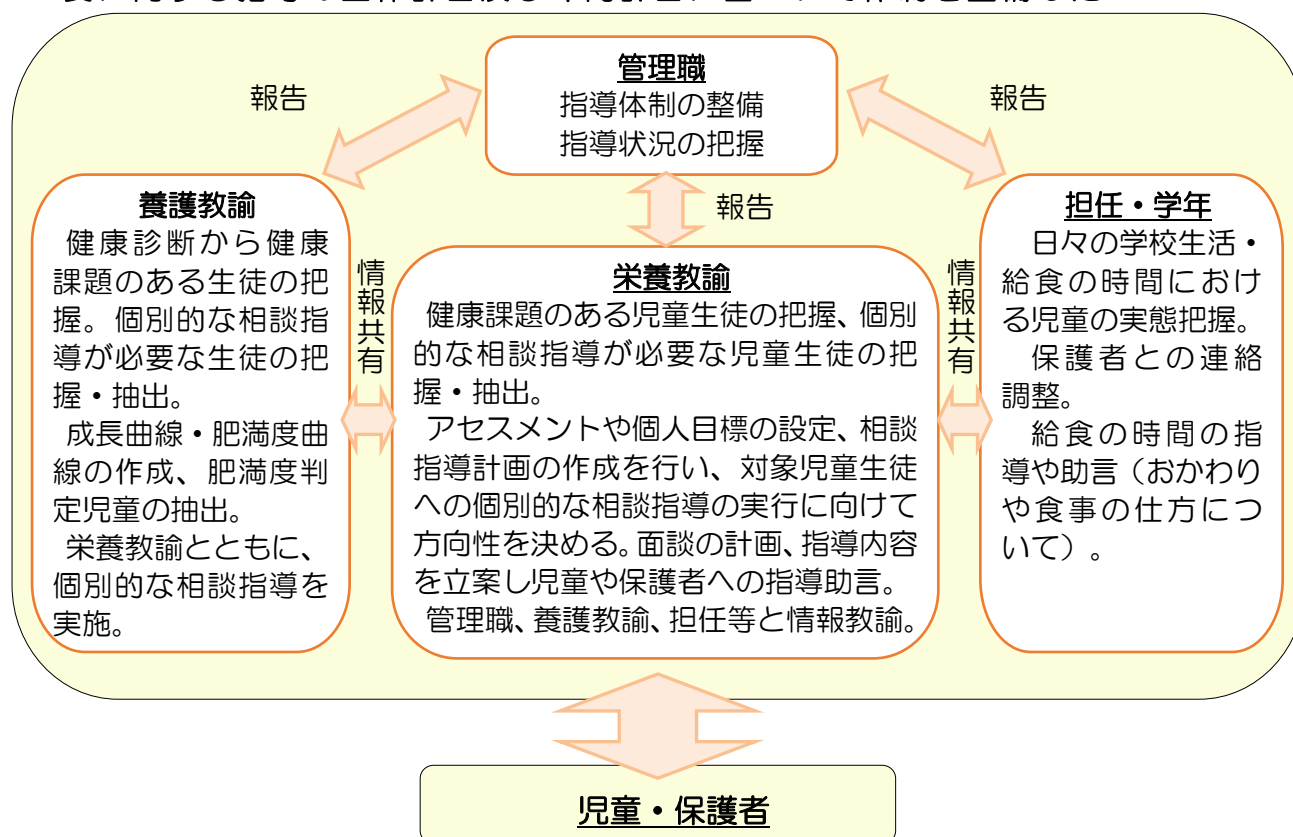 管理職
指導体制の整備
指導状況の把握
報告
報告
報告
養護教諭
健康診断から健康
課題のある生徒の把
握。個別的な相談指
導が必要な生徒の把
握・抽出。
成長曲線・肥満度曲
線の作成、肥満度判
定児童の抽出。
栄養教諭とともに、
個別的な相談指導を
実施。
情報共有
栄養教諭
健康課題のある児童生徒の把握、個別
的な相談指導が必要な児童生徒の把
握・抽出。
アセスメントや個人目標の設定、相談
指導計画の作成を行い、対象児童生徒
への個別的な相談指導の実行に向けて
方向性を決める。面談の計画、指導内容
を立案し児童や保護者への指導助言。
管理職、養護教諭、担任等と情報教諭。
情報共有
担任・学年
日々の学校生活・
給食の時間におけ
る児童の実態把握。
保護者との連絡
調整。
給食の時間の指
導や助言（おかわり
や食事の仕方につ
いて）。
児童・保護者